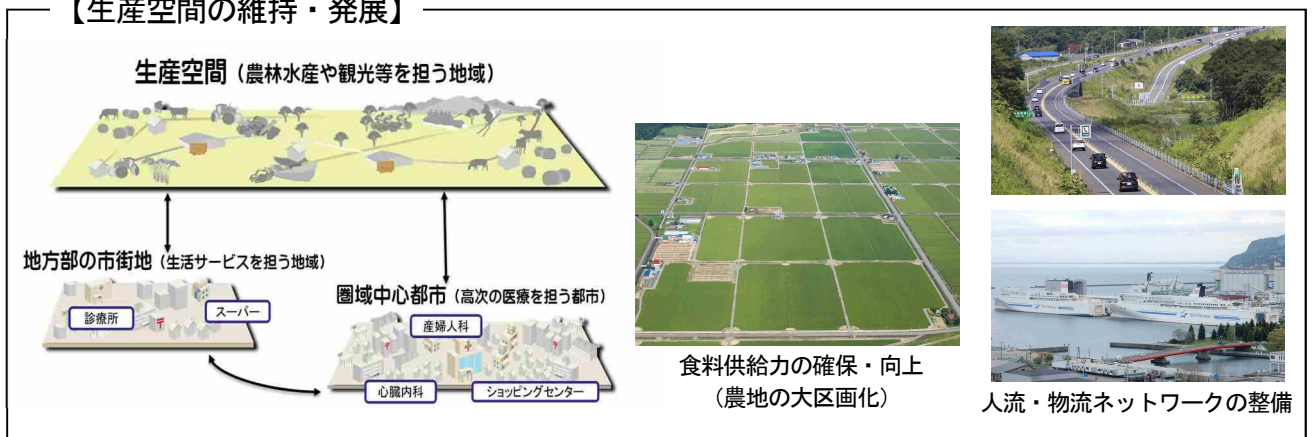 【生産空間の維持・発展】
生産空間（農林水産や観光等を担う地域）
地方部の市街地（生活サービスを担う地域）
診療所
スーパー
圏域中心都市（高次の医療を担う都市）
産婦人科
心臓内科
ショッピングセンター
食料供給力の確保・向上
（農地の大区画化）
人流・物流ネットワークの整備